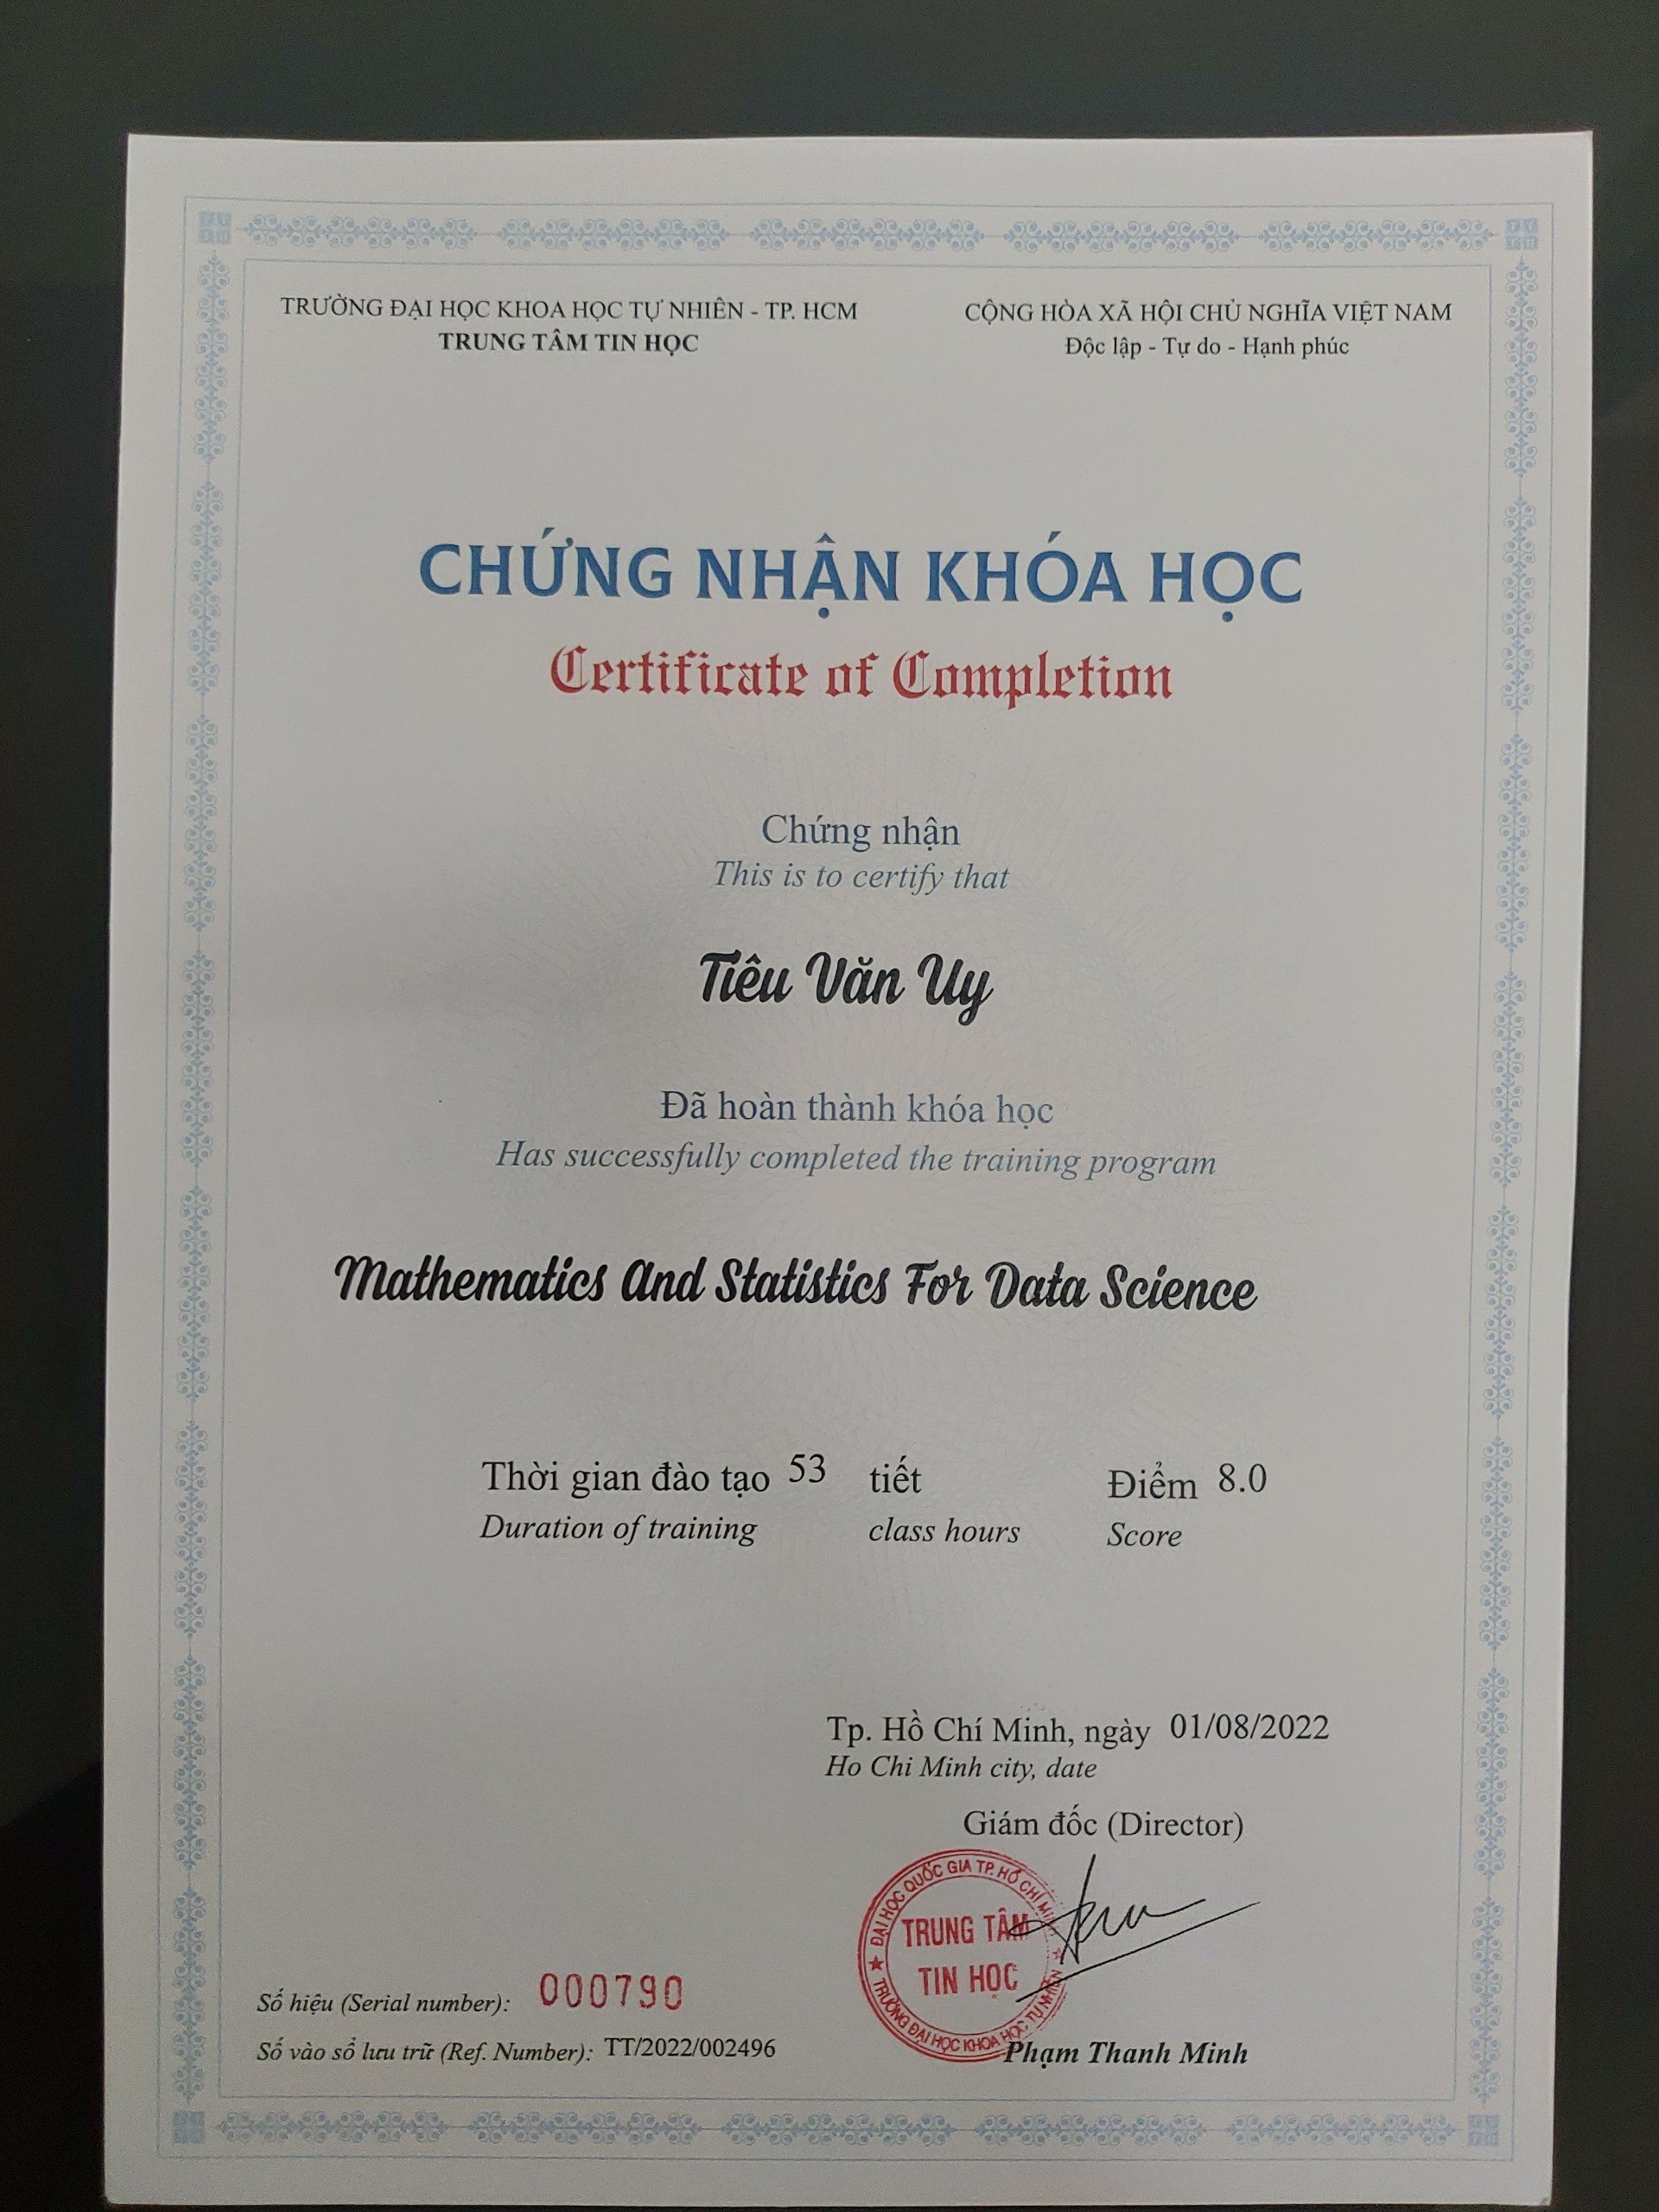 TRƯỜNG ĐẠI HỌC KHOA HỌC TỰ NHIÊN - TP. HCM
TRUNG TÂM TIN HỌC
CỘNG HÒA XÃ HỘI CHỦ NGHĨA VIỆT NAM
Độc lập - Tự do - Hạnh phúc
CHỨNG NHẬN KHÓA HỌC
Certificate of Completion
Chứng nhận
This is to certify that
Tiêu Văn Uy
Đã hoàn thành khóa học
Has successfully completed the training program
Mathematics And Statistics For Data Science
Thời gian đào tạo 53 tiết Điểm 8.0
Duration of training class hours Score
Tp. Hồ Chí Minh, ngày 01/08/2022
Ho Chi Minh city, date
Giám đốc (Director)
ĐẠI HỌC QUỐC GIA TP. HỒ CHÍ MINH
TRUNG TÂM
TIN HỌC
TRƯỜNG ĐẠI HỌC KHOA HỌC TỰ NHIÊN
Phạm Thanh Minh
Số hiệu (Serial number): 000790
Số vào sổ lưu trữ (Ref. Number): TT/2022/002496